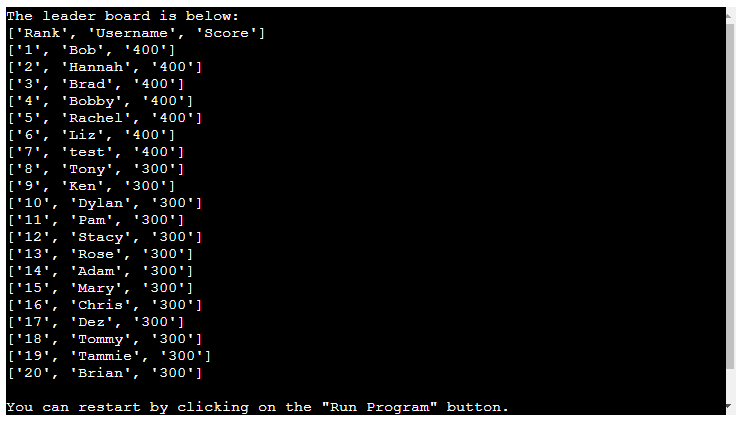 The leader board is below:
['Rank', 'Username', 'Score']
['1', 'Bob', '400']
['2', 'Hannah', '400']
['3', 'Brad', '400']
['4', 'Bobby', '400']
['5', 'Rachel', '400']
['6', 'Liz', '400']
['7', 'test', '400']
['8', 'Tony', '300']
['9', 'Ken', '300']
['10', 'Dylan', '300']
['11', 'Pam', '300']
['12', 'Stacy', '300']
['13', 'Rose', '300']
['14', 'Adam', '300']
['15', 'Mary', '300']
['16', 'Chris', '300']
['17', 'Dez', '300']
['18', 'Tommy', '300']
['19', 'Tammie', '300']
['20', 'Brian', '300']
You can restart by clicking on the "Run Program" button.